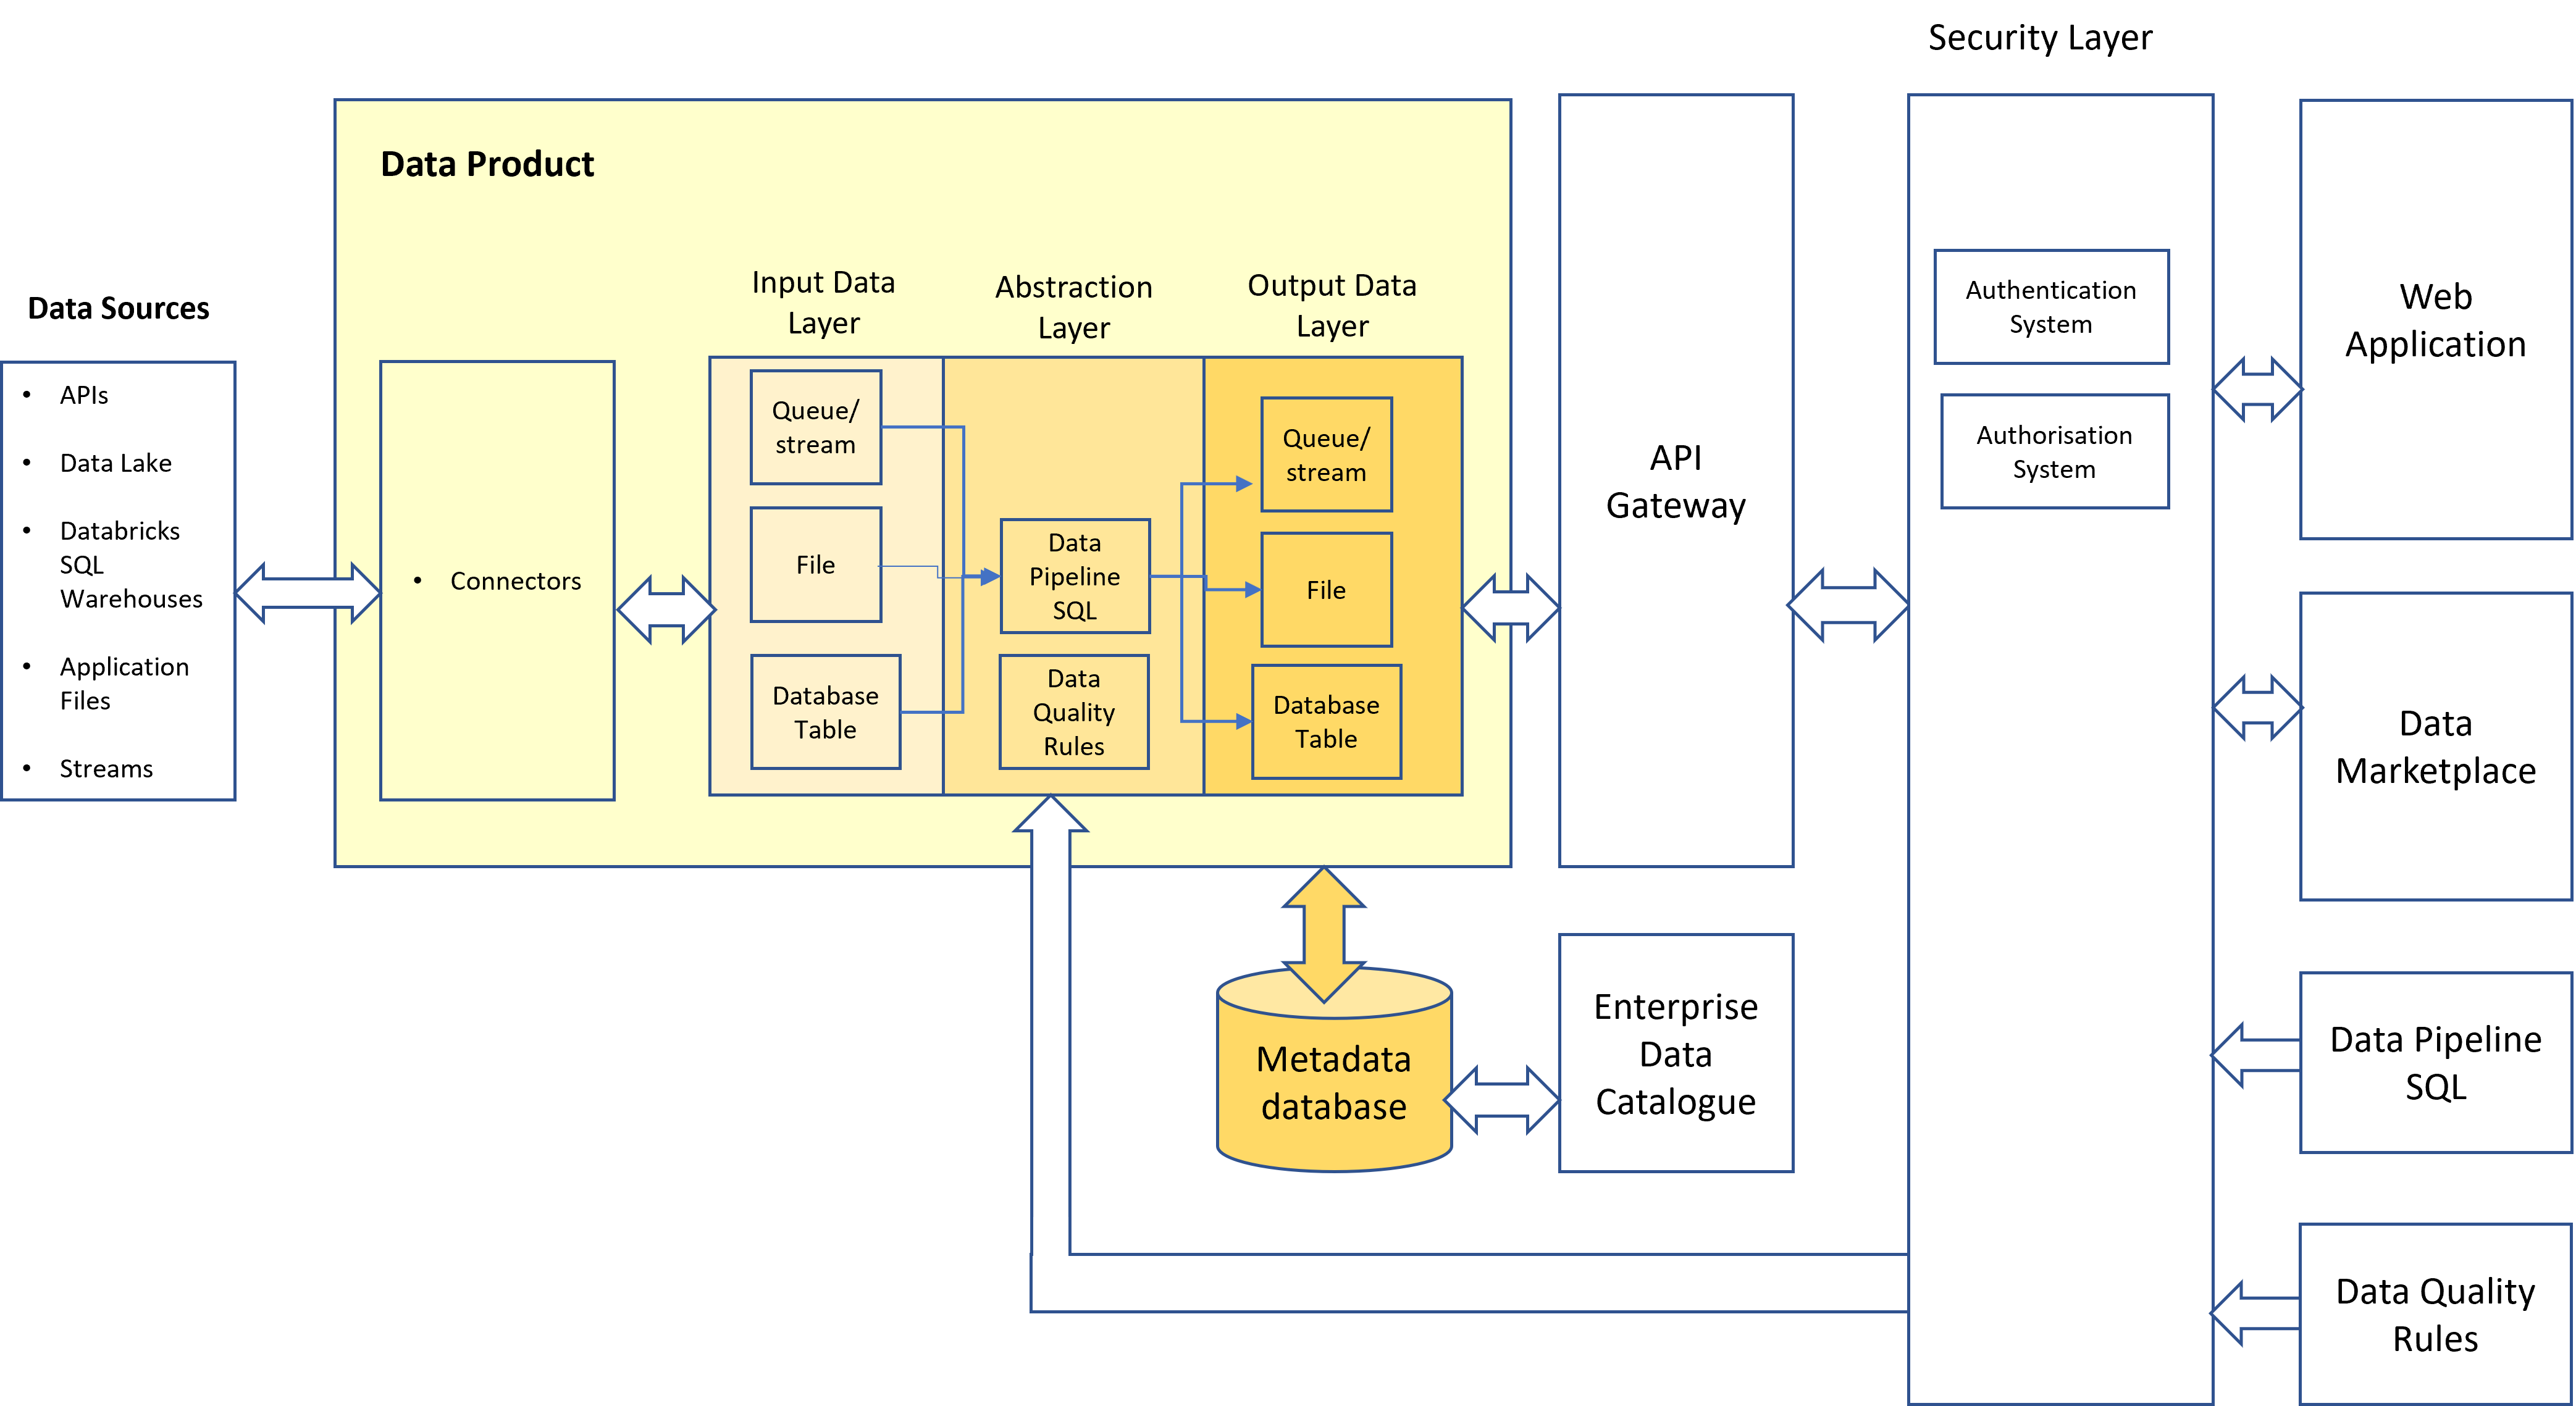 Security Layer
Data Product
Data Sources
• APIs
• Data Lake
• Databricks
SQL
Warehouses
• Application
Files
• Streams
• Connectors
Input Data
Layer
Queue/
stream
File
Database
Table
Abstraction
Layer
Data
Pipeline
SQL
Data
Quality
Rules
Output Data
Layer
Queue/
stream
File
Database
Table
API
Gateway
Authentication
System
Authorisation
System
Web
Application
Data
Marketplace
Metadata
database
Enterprise
Data
Catalogue
Data Pipeline
SQL
Data Quality
Rules